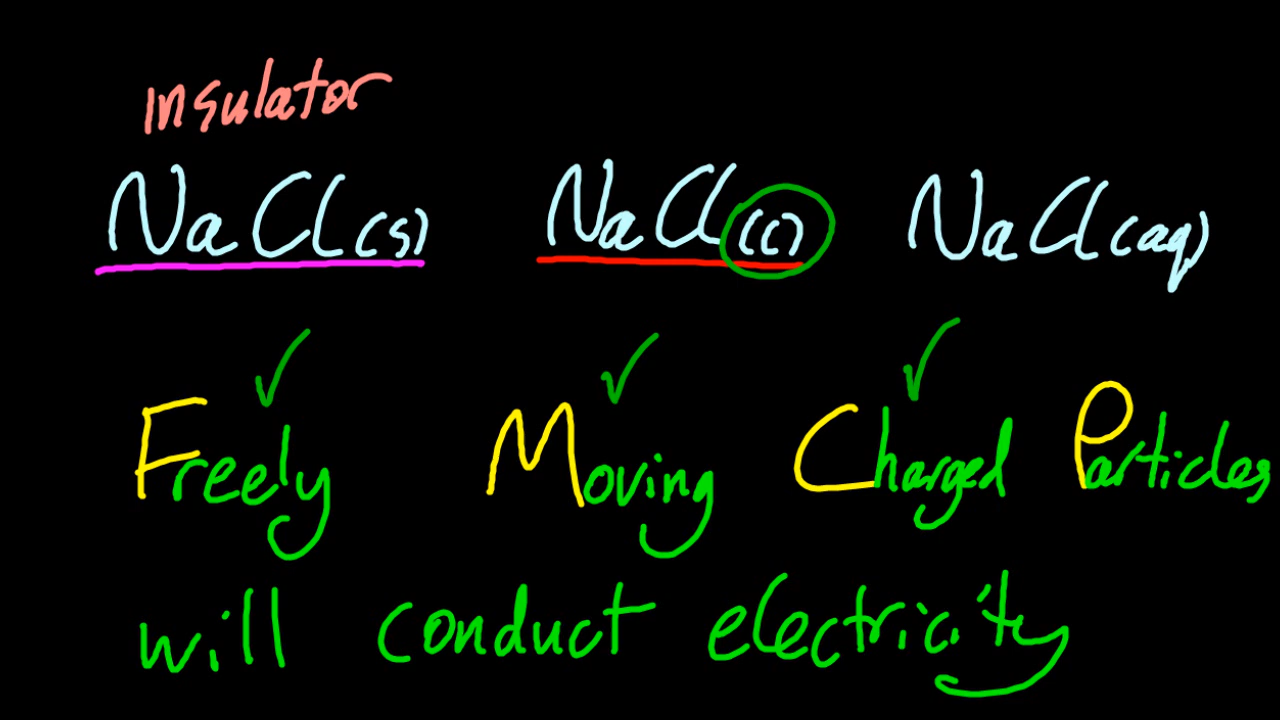 insulator
NaCl(s) NaCl(l) NaCl(aq)
Freely Moving Charged Particles
will conduct electricity